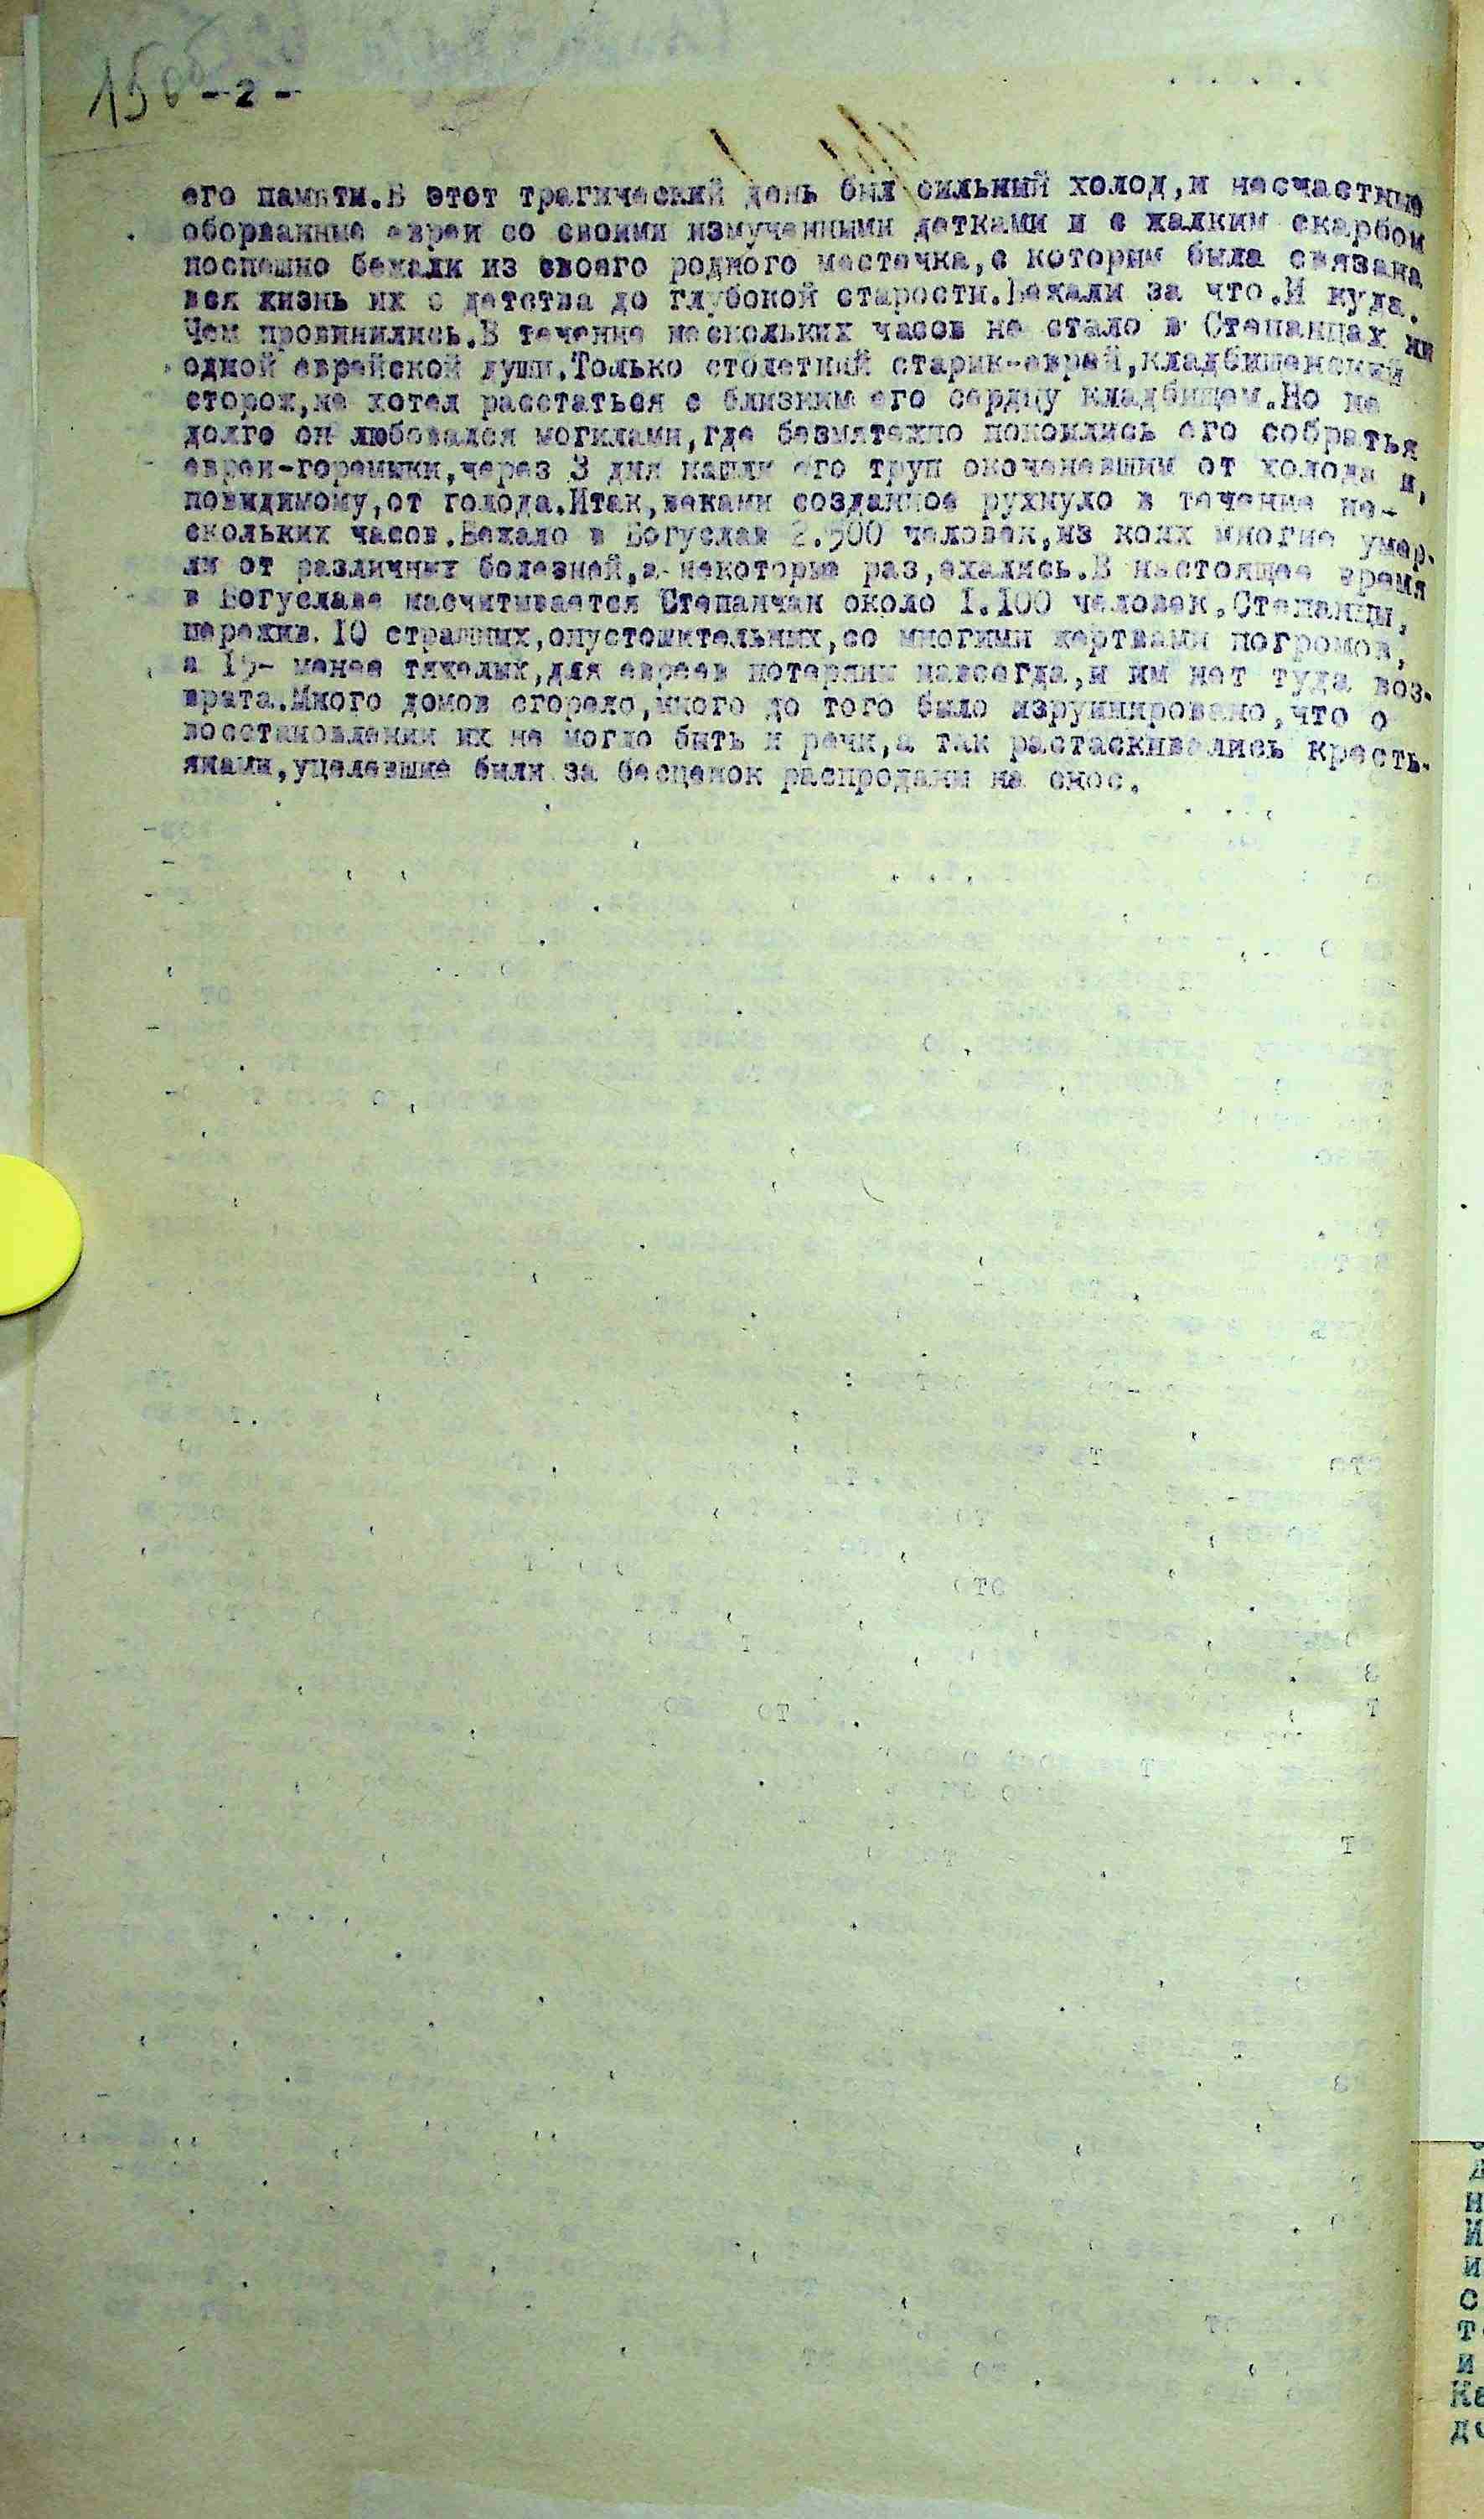 150 - 2 -
его памяти.В этот трагический день был сильный холод,и несчастные
оборванные евреи со своими измученными детками и с жалким скарбом
поспешно бежали из своего родного местечка,с которым была связана
вся жизнь их с детства до глубокой старости.Бежали за что.И куда.
Чем провинились.В течение нескольких часов не стало в Степанцах ни
одной еврейской души.Только столетний старик-еврей,кладбищенский
сторож,не хотел расстаться с близким его сердцу кладбищем.Но не
долго он любовался могилами,где безмятежно покоились его собратья
евреи-горемыки,через 3 дня нашли его труп окоченевшим от холода и,
повидимому,от голода.Итак,веками созданное рухнуло в течение не-
скольких часов.Бежало в Богуслав 2.500 человек,из коих многие умер-
ли от различных болезней,а некоторые раз,ехались.В настоящее время
в Богуславе насчитывается Степанчан около 1.100 человек.Степанцы,
пережив. 10 страшных,опустошительных,со многими жертвами погромов,
а 15- менее тяжелых,для евреев потеряны навсегда,и им нет туда воз-
врата.Много домов сгорело,много до того было изруинировано,что о
восстановлении их не могло быть и речи,а так растаскивались кресть-
янами,уцелевшие были за бесценок распроданы на снос.